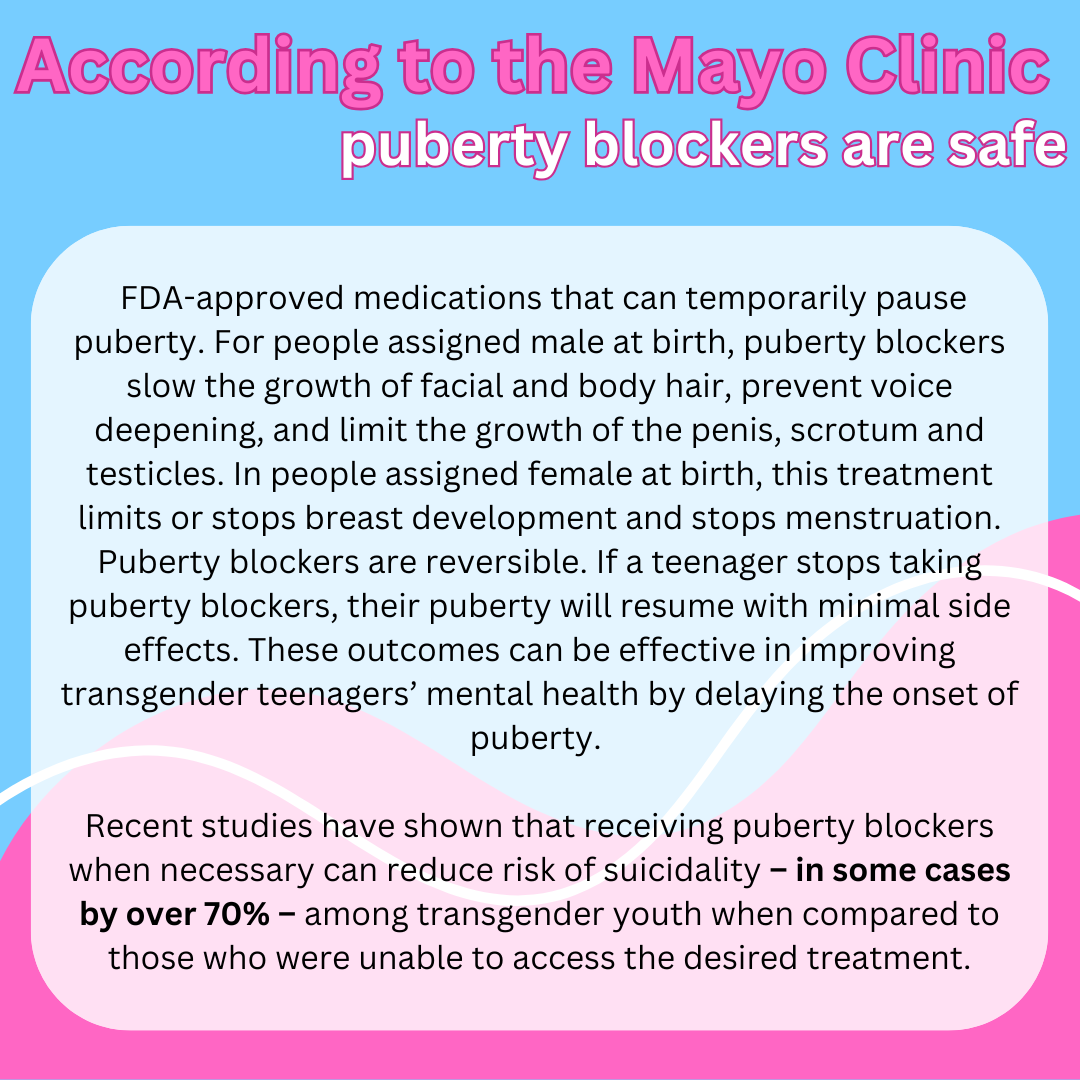 According to the Mayo Clinic
puberty blockers are safe
FDA-approved medications that can temporarily pause
puberty. For people assigned male at birth, puberty blockers
slow the growth of facial and body hair, prevent voice
deepening, and limit the growth of the penis, scrotum and
testicles. In people assigned female at birth, this treatment
limits or stops breast development and stops menstruation.
Puberty blockers are reversible. If a teenager stops taking
puberty blockers, their puberty will resume with minimal side
effects. These outcomes can be effective in improving
transgender teenagers’ mental health by delaying the onset of
puberty.
Recent studies have shown that receiving puberty blockers
when necessary can reduce risk of suicidality – in some cases
by over 70% – among transgender youth when compared to
those who were unable to access the desired treatment.